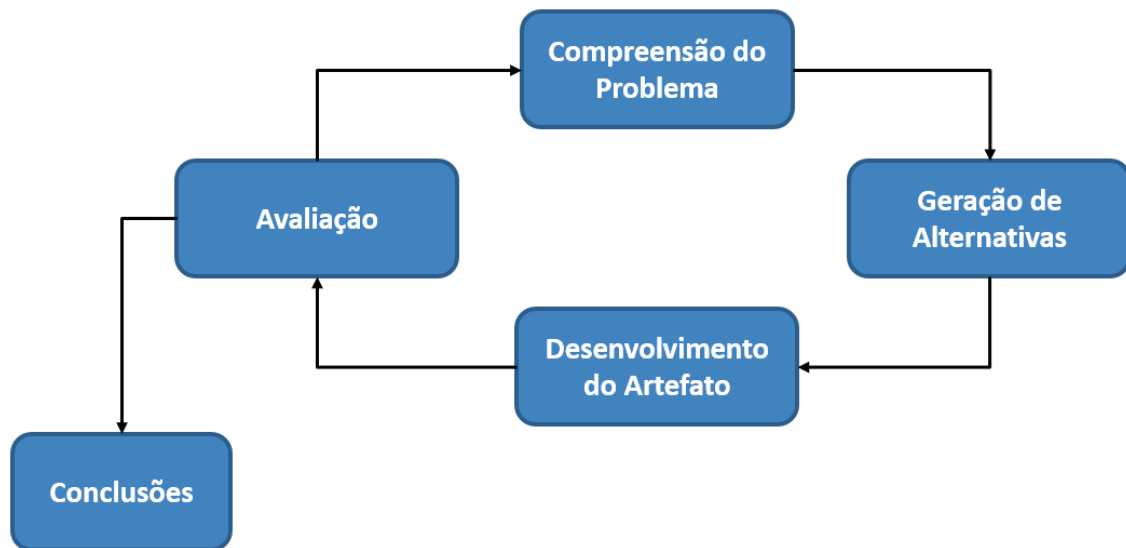 Compreensão do
Problema
Avaliação
Geração de
Alternativas
Desenvolvimento
do Artefato
Conclusões